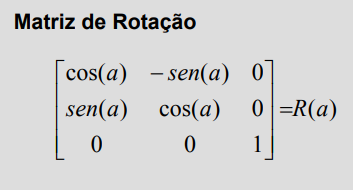 Matriz de Rotação
cos(a) – sen(a) 0
sen(a) cos(a) 0 =R(a)
0 0 1